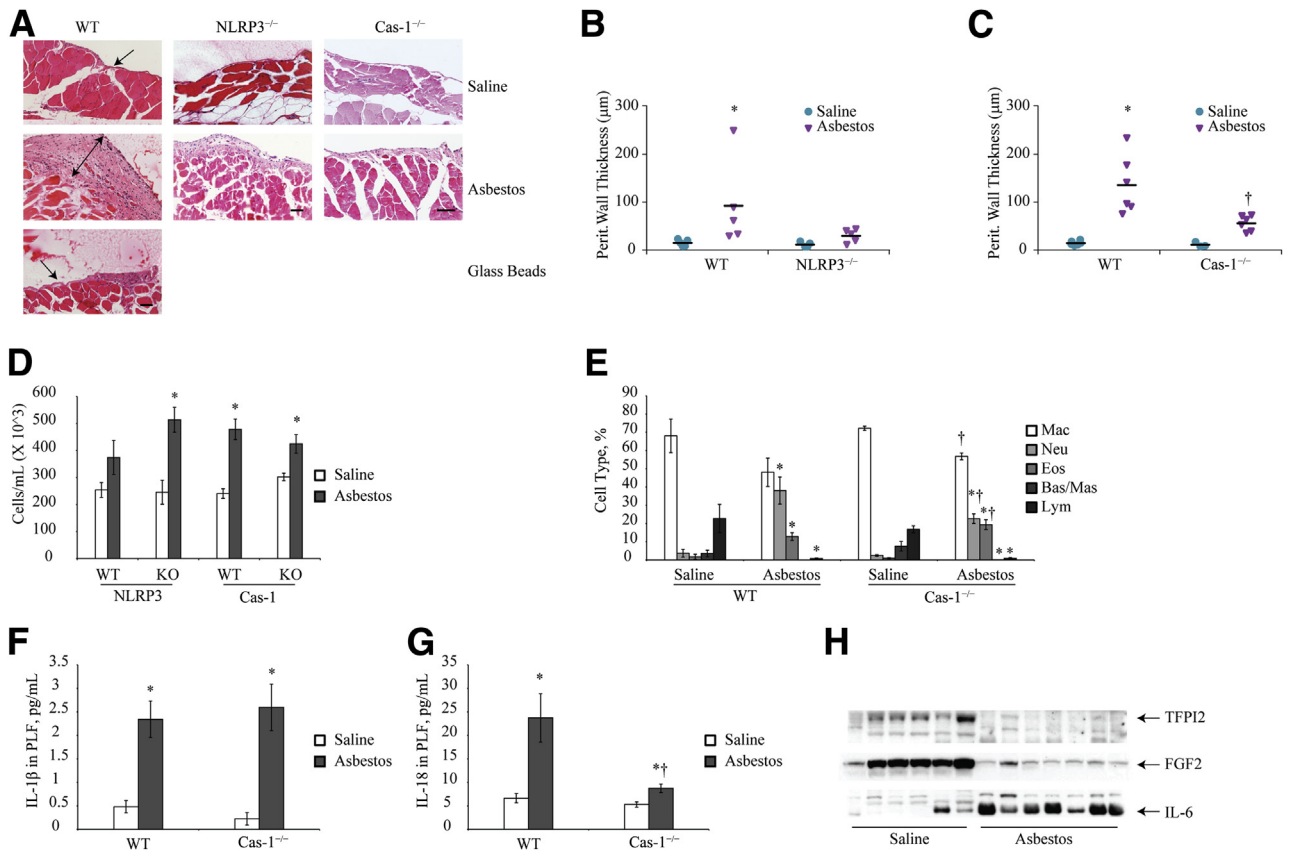 A
WT
NLRP3⁻/⁻
Cas-1⁻/⁻
Saline
Asbestos
Glass Beads
B
Perit. Wall Thickness (µm)
300
200
100
0
*
Saline
Asbestos
WT
NLRP3⁻/⁻
C
Perit. Wall Thickness (µm)
300
200
100
0
*
Saline
Asbestos
†
WT
Cas-1⁻/⁻
D
Cells/mL (X 10^3)
600
500
400
300
200
100
0
* * *
Saline
Asbestos
WT KO WT KO
NLRP3 Cas-1
E
Cell Type, %
90
80
70
60
50
40
30
20
10
0
* * *
† *† *† * *
Mac
Neu
Eos
Bas/Mas
Lym
Saline Asbestos Saline Asbestos
WT Cas-1⁻/⁻
F
IL-1β in PLF, pg/mL
3.5
3
2.5
2
1.5
1
0.5
0
* *
Saline
Asbestos
WT Cas-1⁻/⁻
G
IL-18 in PLF, pg/mL
35
30
25
20
15
10
5
0
* *†
Saline
Asbestos
WT Cas-1⁻/⁻
H
TFPI2
FGF2
IL-6
Saline Asbestos